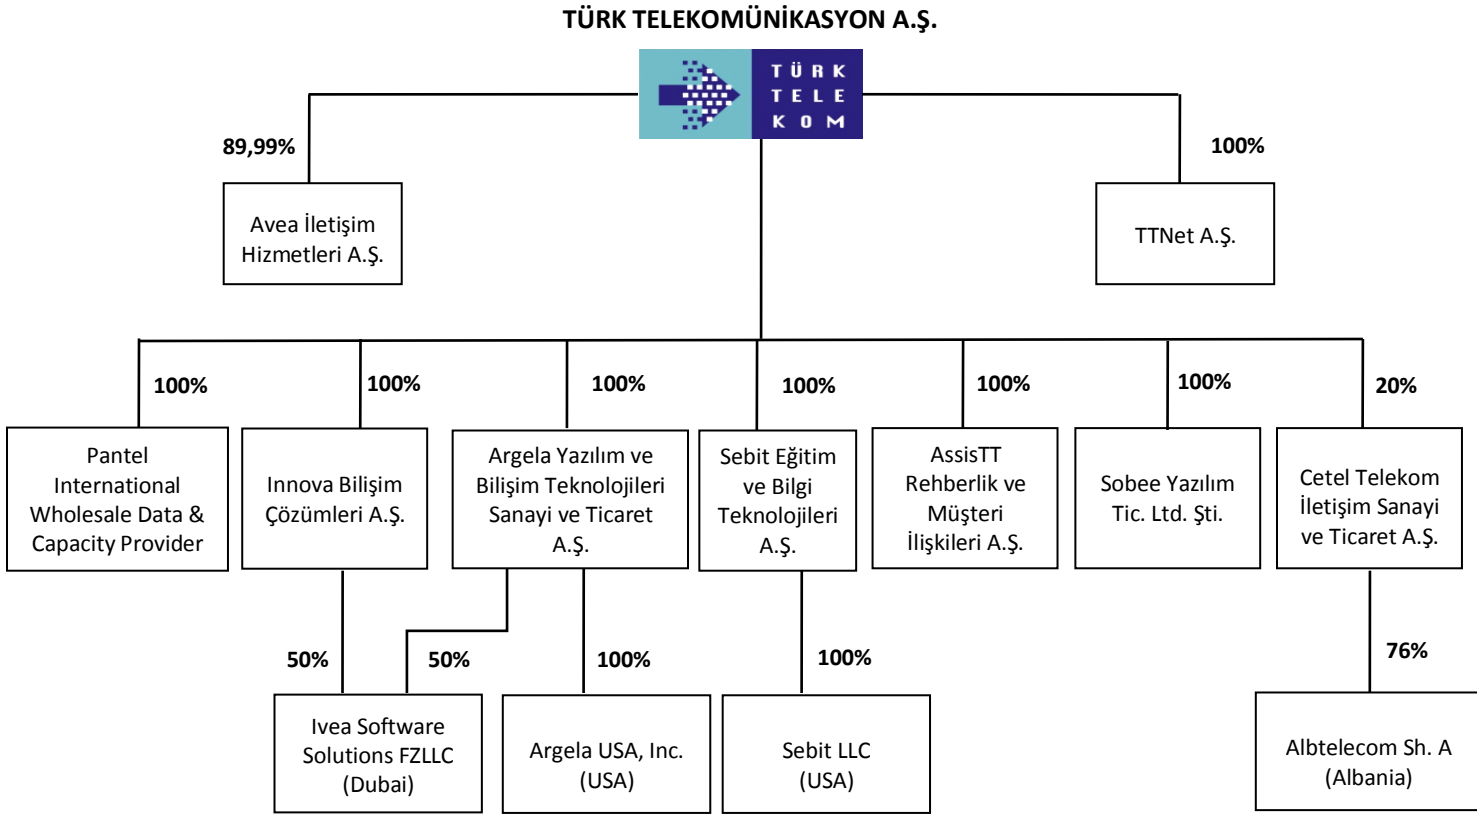 TÜRK TELEKOMÜNİKASYON A.Ş.
TÜRK
TELE
KOM
89,99%
100%
Avea İletişim
Hizmetleri A.Ş.
TTNet A.Ş.
100%
100%
100%
100%
100%
100%
20%
Pantel
International
Wholesale Data &
Capacity Provider
Innova Bilişim
Çözümleri A.Ş.
Argela Yazılım ve
Bilişim Teknolojileri
Sanayi ve Ticaret
A.Ş.
Sebit Eğitim
ve Bilgi
Teknolojileri
A.Ş.
AssisTT
Rehberlik ve
Müşteri
İlişkileri A.Ş.
Sobee Yazılım
Tic. Ltd. Şti.
Cetel Telekom
İletişim Sanayi
ve Ticaret A.Ş.
50%
50%
100%
100%
76%
Ivea Software
Solutions FZLLC
(Dubai)
Argela USA, Inc.
(USA)
Sebit LLC
(USA)
Albtelecom Sh. A
(Albania)